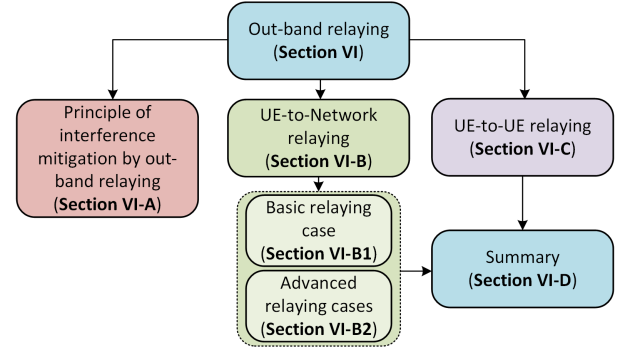 Out-band relaying
(Section VI)
Principle of
interference
mitigation by out-
band relaying
(Section VI-A)
UE-to-Network
relaying
(Section VI-B)
UE-to-UE relaying
(Section VI-C)
Basic relaying
case
(Section VI-B1)
Advanced
relaying cases
(Section VI-B2)
Summary
(Section VI-D)